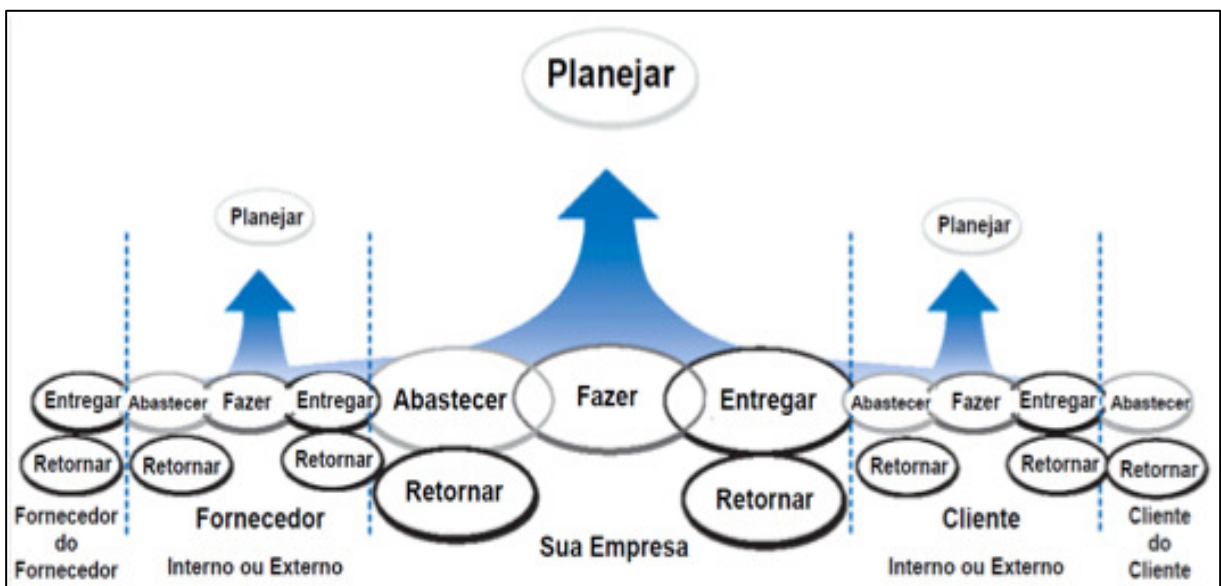 Planejar
Planejar
Planejar
Entregar Abastecer Fazer Entregar Abastecer Fazer Entregar Abastecer Fazer Entregar Abastecer
Retornar Retornar Retornar Retornar Retornar Retornar Retornar Retornar
Fornecedor do Fornecedor
Fornecedor
Interno ou Externo
Sua Empresa
Cliente
Interno ou Externo
Cliente do Cliente